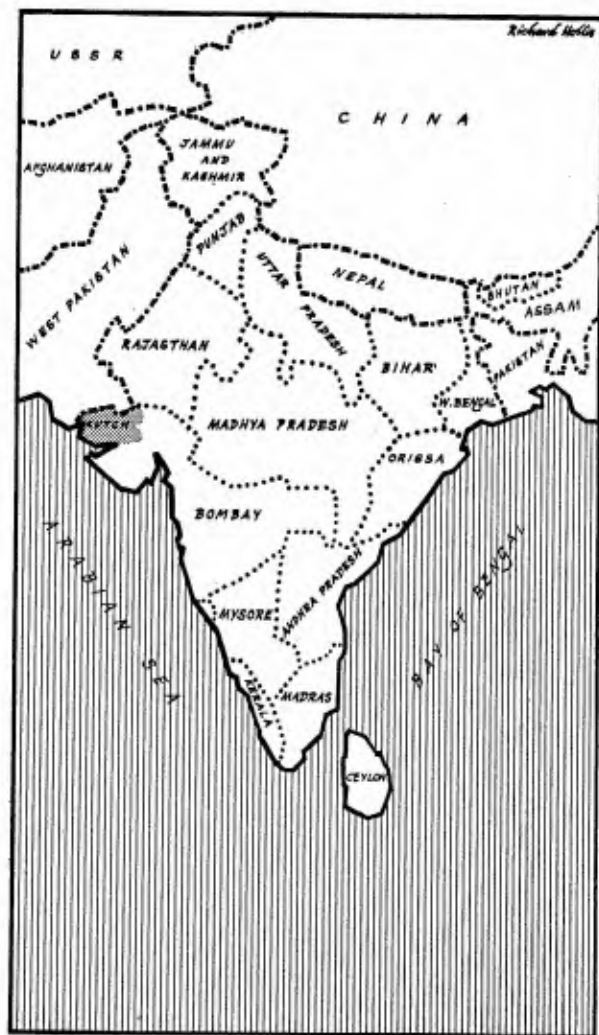 Richard Hollis
USSR
CHINA
JAMMU
AND
KASHMIR
AFGHANISTAN
PUNJAB
WEST PAKISTAN
UTTAR
PRADESH
NEPAL
BHUTAN
ASSAM
RAJASTHAN
BIHAR
PAKISTAN
W. BENGAL
KUTCH
MADHYA PRADESH
ORISSA
BOMBAY
ARABIAN SEA
BAY OF BENGAL
ANDHRA PRADESH
MYSORE
KERALA
MADRAS
CEYLON